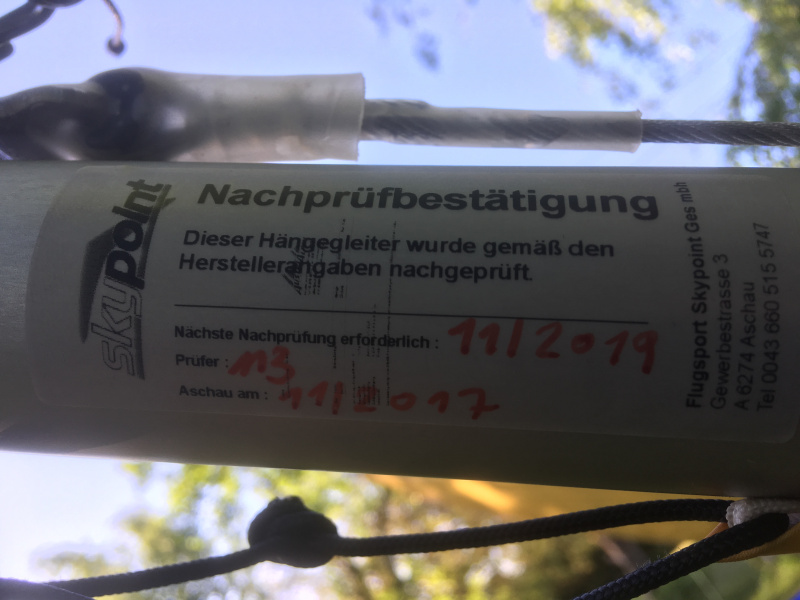 skypoint
Nachprüfbestätigung
Dieser Hängegleiter wurde gemäß den
Herstellerangaben nachgeprüft.
Nächste Nachprüfung erforderlich : 11/2019
Prüfer : 113
Aschau am : 11/2017
Flugsport Skypoint Ges mbh
Gewerbestrasse 3
A 6274 Aschau
Tel 0043 660 515 5747